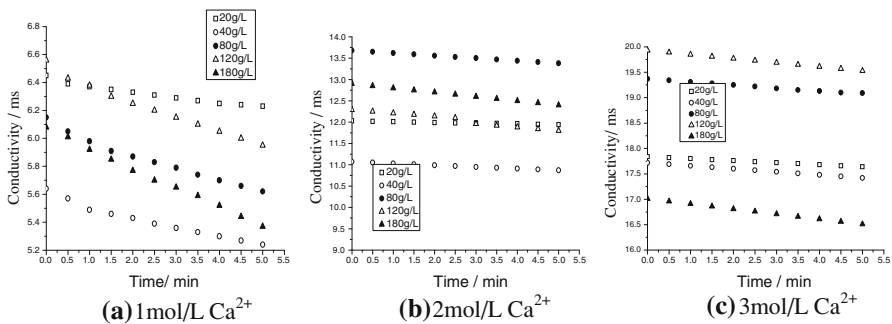 20g/L
40g/L
80g/L
120g/L
180g/L
6.8
6.6
6.4
6.2
6.0
5.8
5.6
5.4
5.2
Conductivity / ms
0.0 0.5 1.0 1.5 2.0 2.5 3.0 3.5 4.0 4.5 5.0 5.5
Time/ min
(a)1mol/L Ca2+
14.0
13.5
13.0
12.5
12.0
11.5
11.0
10.5
10.0
9.5
9.0
Conductivity / ms
20g/L
40g/L
80g/L
120g/L
180g/L
0.0 0.5 1.0 1.5 2.0 2.5 3.0 3.5 4.0 4.5 5.0 5.5
Time / min
(b)2mol/L Ca2+
20.0
19.5
19.0
18.5
18.0
17.5
17.0
16.5
16.0
Conductivity/ ms
20g/L
40g/L
80g/L
120g/L
180g/L
0.0 0.5 1.0 1.5 2.0 2.5 3.0 3.5 4.0 4.5 5.0 5.5
Time/ min
(c)3mol/L Ca2+